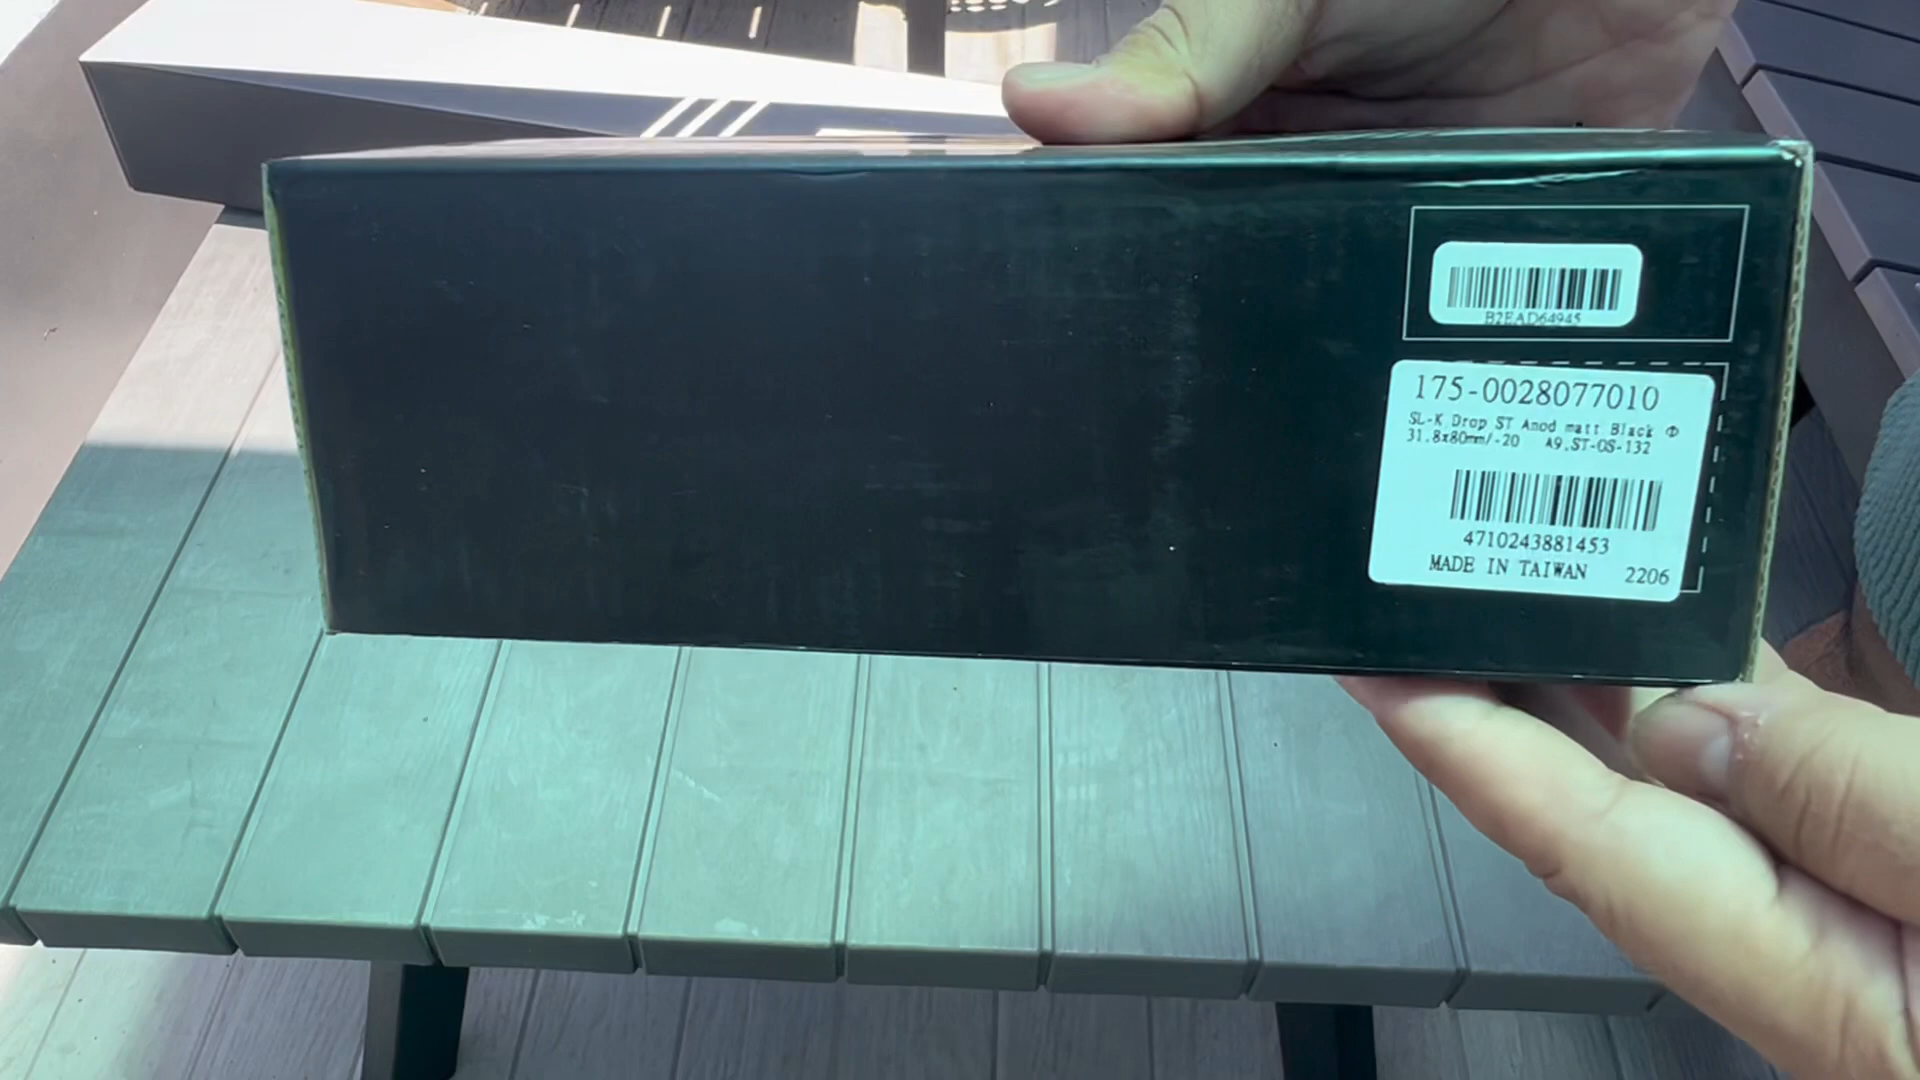 B2EAD64945
175-0028077010
SL-K Drop ST Anod matt Black Φ
31.8x80mm/-20 A9.ST-OS-132
4710243881453
MADE IN TAIWAN 2206